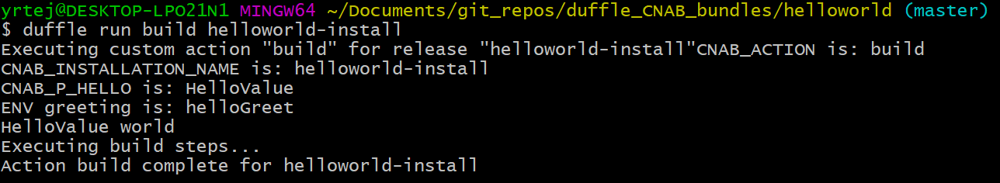 yrtej@DESKTOP-LPO21N1 MINGW64 ~/Documents/git_repos/duffle_CNAB_bundles/helloworld (master)
$ duffle run build helloworld-install
Executing custom action "build" for release "helloworld-install"CNAB_ACTION is: build
CNAB_INSTALLATION_NAME is: helloworld-install
CNAB_P_HELLO is: HelloValue
ENV greeting is: helloGreet
HelloValue world
Executing build steps...
Action build complete for helloworld-install